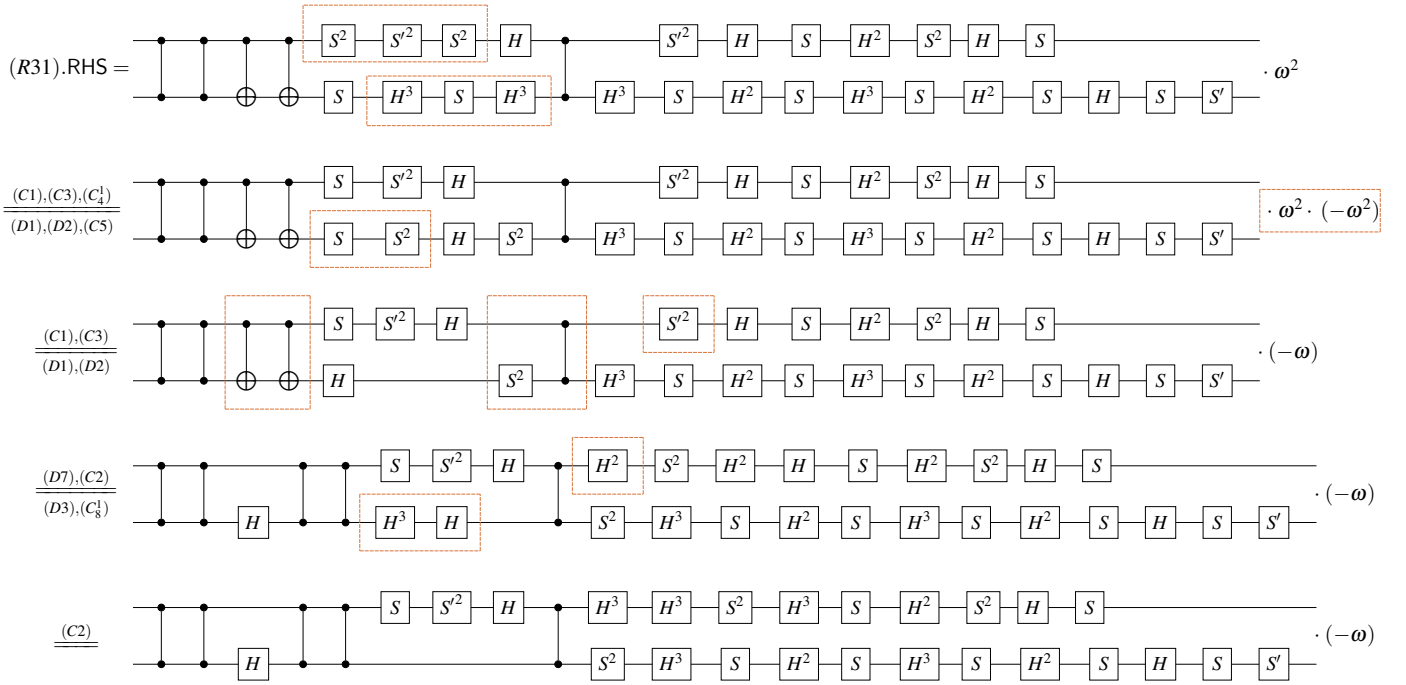 S² S′² S² H S′² H S H² S² H S
(R31).RHS = · ω²
S H³ S H³ H³ S H² S H³ S H² S H S S′
S S′² H S′² H S H² S² H S
(C1),(C3),(C¹₄)
(D1),(D2),(C5) · ω² · (−ω²)
S S² H S² H³ S H² S H³ S H² S H S S′
S S′² H S′² H S H² S² H S
(C1),(C3)
(D1),(D2) · (−ω)
H S² H³ S H² S H³ S H² S H S S′
S S′² H H² S² H² H S H² S² H S
(D7),(C2)
(D3),(C¹₈) · (−ω)
H H³ H S² H³ S H² S H³ S H² S H S S′
S S′² H H³ H³ S² H³ S H² S² H S
(C2) · (−ω)
H S² H³ S H² S H³ S H² S H S S′